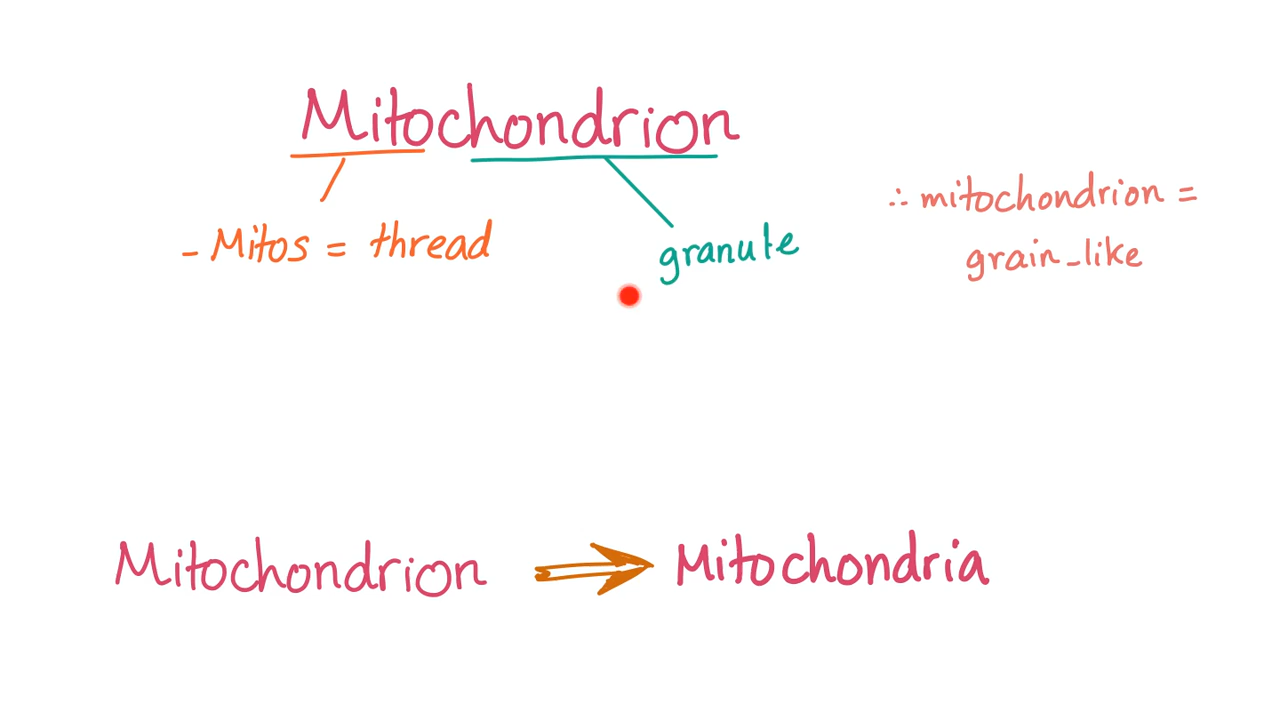 Mitochondrion
- Mitos = thread
granule
∴ mitochondrion =
grain-like
Mitochondrion ⇒ Mitochondria